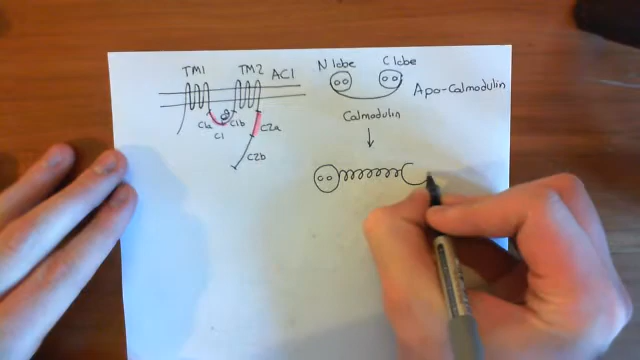 TM1 TM2 AC1
C1a C1b
C1
C2a
C2b
N lobe C lobe
Apo-Calmodulin
Calmodulin